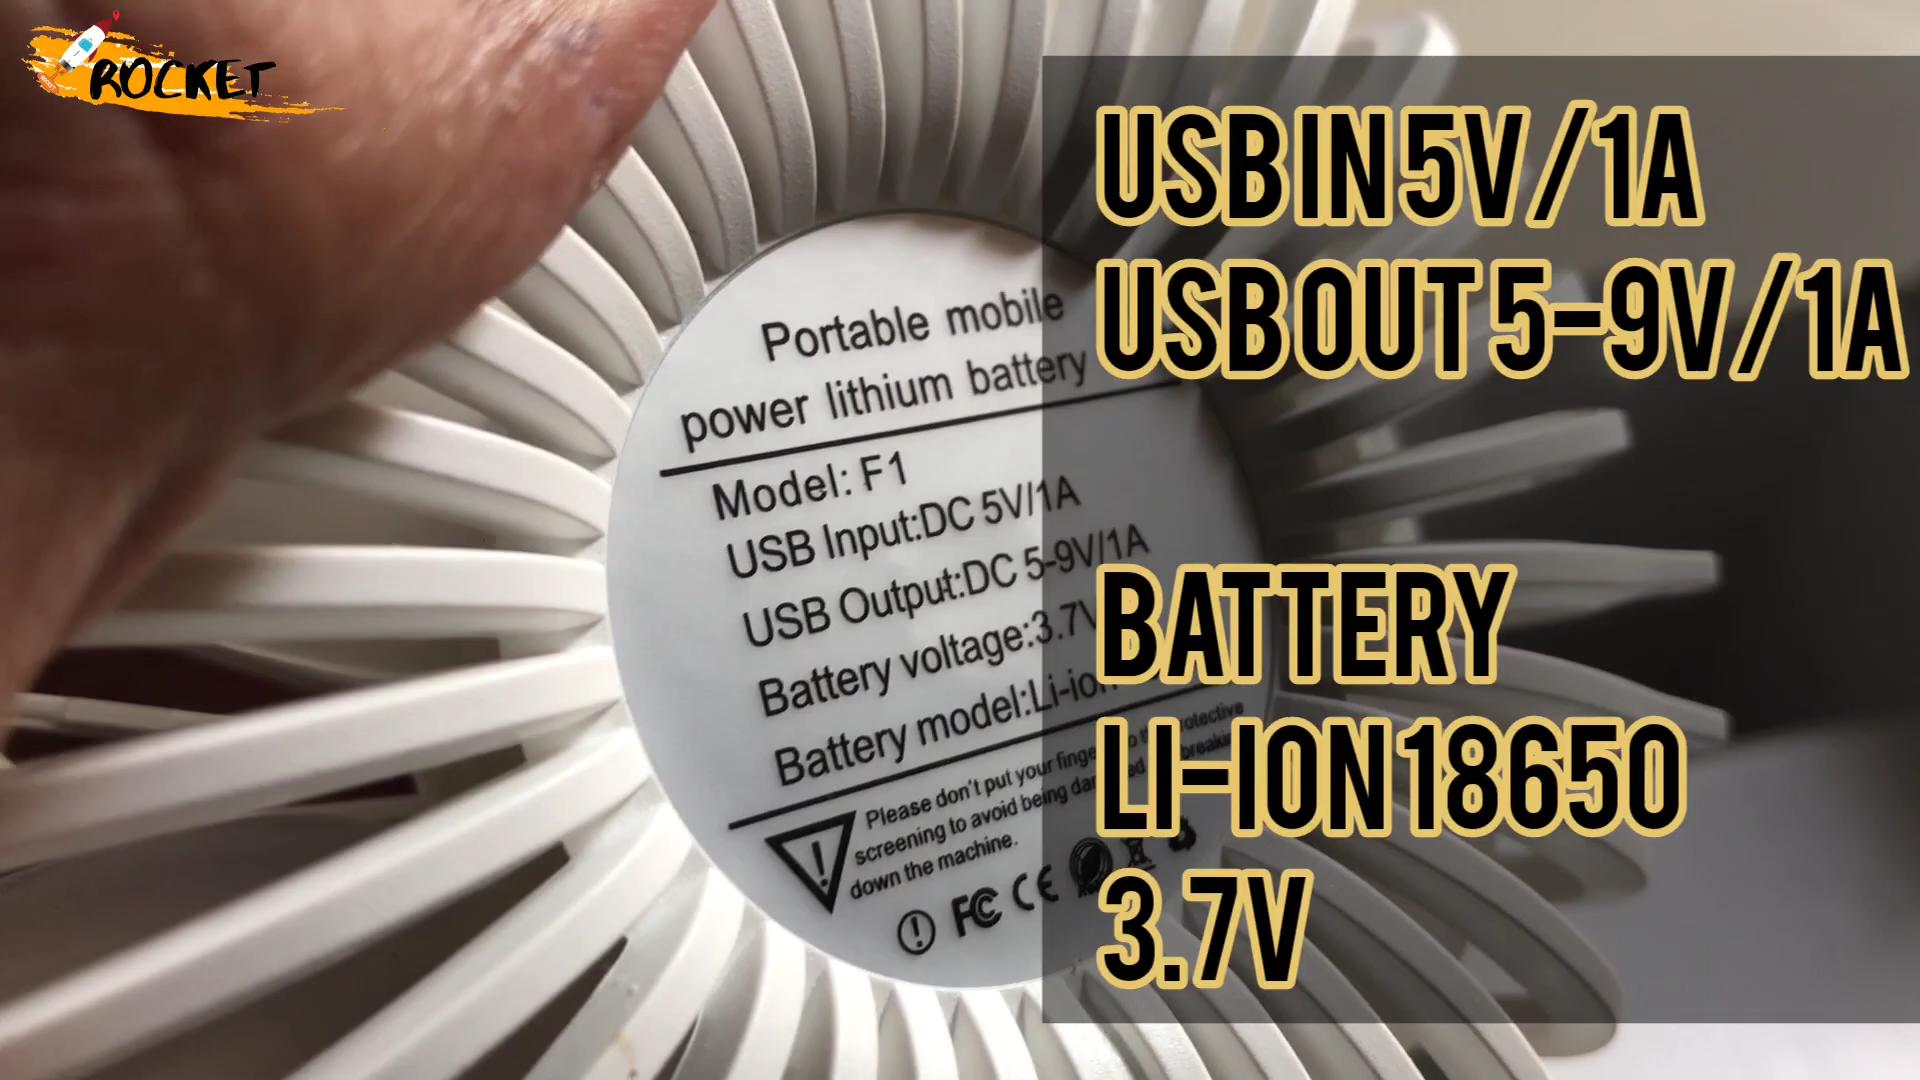 ROCKET
Portable mobile
power lithium battery
Model: F1
USB Input:DC 5V/1A
USB Output:DC 5-9V/1A
Battery voltage:3.7V
Battery model:Li-ion
Please don't put your finge
screening to avoid being
down the machine.
FC CE
USB IN 5V/1A
USB OUT 5-9V/1A
BATTERY
LI-ION 18650
3.7V